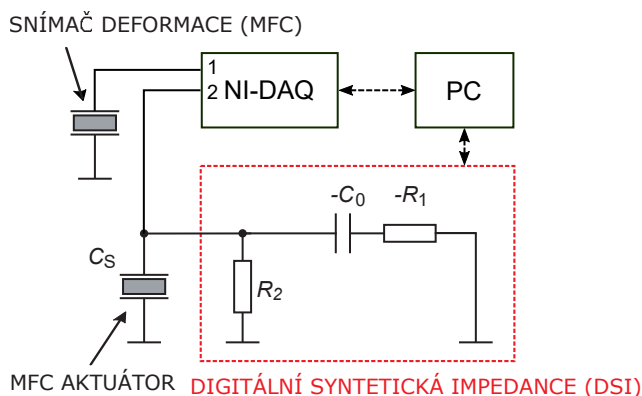 SNÍMAČ DEFORMACE (MFC)
1
2 NI-DAQ
PC
-C0 -R1
CS
R2
MFC AKTUÁTOR
DIGITÁLNÍ SYNTETICKÁ IMPEDANCE (DSI)